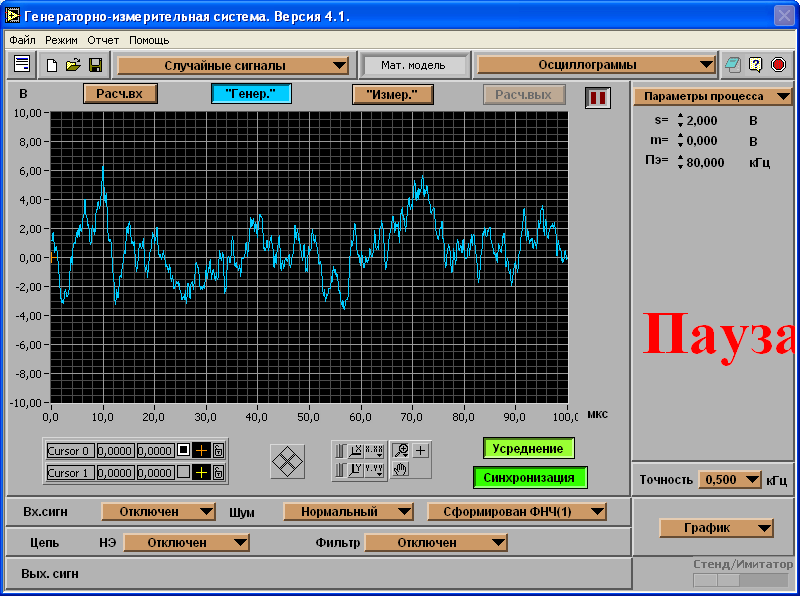 Генераторно-измерительная система. Версия 4.1.
Файл Режим Отчет Помощь
Случайные сигналы Мат. модель Осциллограммы
В Расч.вх "Генер." "Измер." Расч.вых Параметры процесса
10,00
8,00
6,00
4,00
2,00
0,00
-2,00
-4,00
-6,00
-8,00
-10,00
0,0 10,0 20,0 30,0 40,0 50,0 60,0 70,0 80,0 90,0 100,0 мкс
s= 2,000 В
m= 0,000 В
Пэ= 80,000 кГц
Пауза
Cursor 0 0,0000 0,0000
Cursor 1 0,0000 0,0000
X X.XX
Y Y.YY
Усреднение
Синхронизация
Точность 0,500 кГц
Вх.сигн Отключен Шум Нормальный Сформирован ФНЧ(1)
График
Цепь НЭ Отключен Фильтр Отключен
Вых. сигн
Стенд/Имитатор